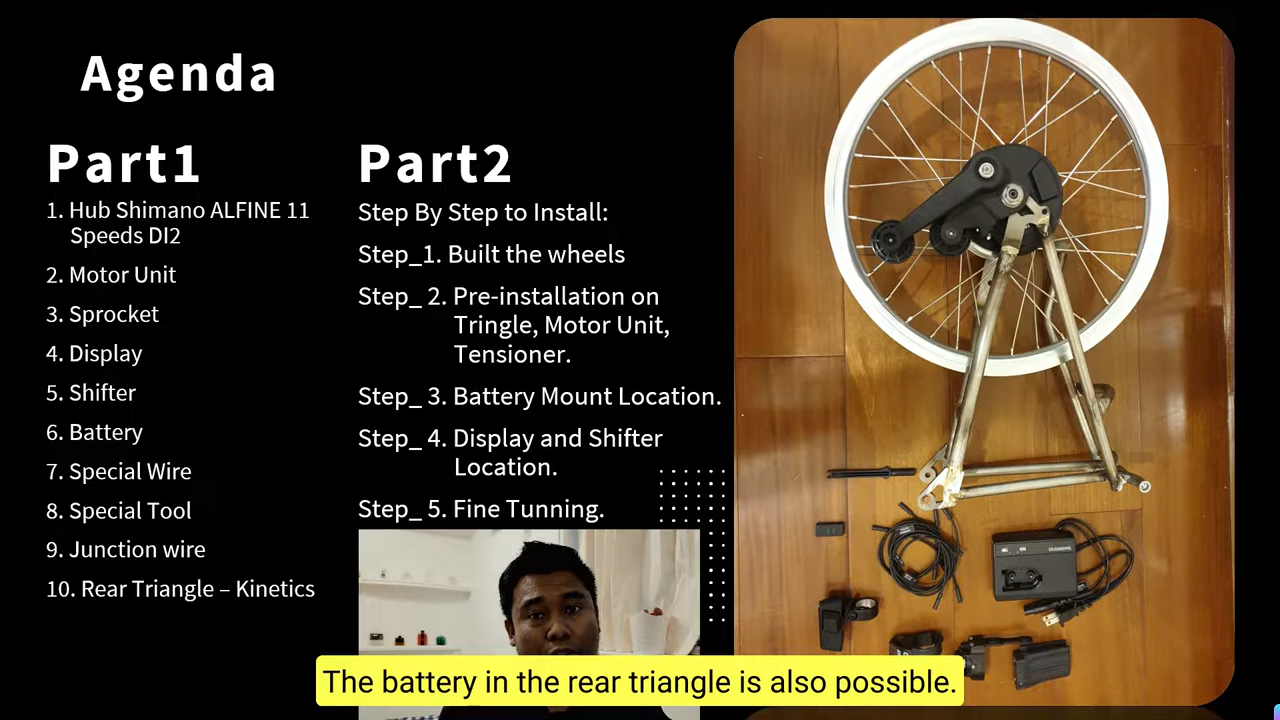 Agenda
Part1
1. Hub Shimano ALFINE 11
Speeds DI2
2. Motor Unit
3. Sprocket
4. Display
5. Shifter
6. Battery
7. Special Wire
8. Special Tool
9. Junction wire
10. Rear Triangle – Kinetics
Part2
Step By Step to Install:
Step_1. Built the wheels
Step_ 2. Pre-installation on
Tringle, Motor Unit,
Tensioner.
Step_ 3. Battery Mount Location.
Step_ 4. Display and Shifter
Location.
Step_ 5. Fine Tunning.
The battery in the rear triangle is also possible.